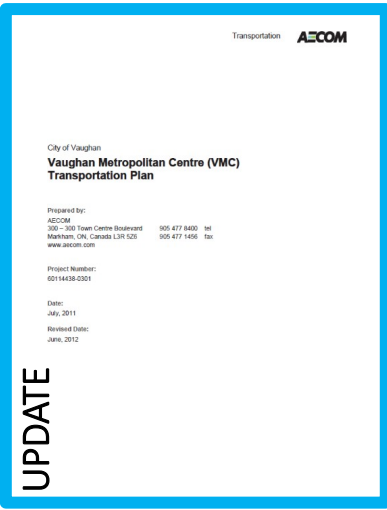 Transportation AECOM
City of Vaughan
Vaughan Metropolitan Centre (VMC)
Transportation Plan
Prepared by:
AECOM
300 – 300 Town Centre Boulevard 905 477 8400 tel
Markham, ON, Canada L3R 5Z6 905 477 1456 fax
www.aecom.com
Project Number:
60114438-0301
Date:
July, 2011
Revised Date:
June, 2012
UPDATE